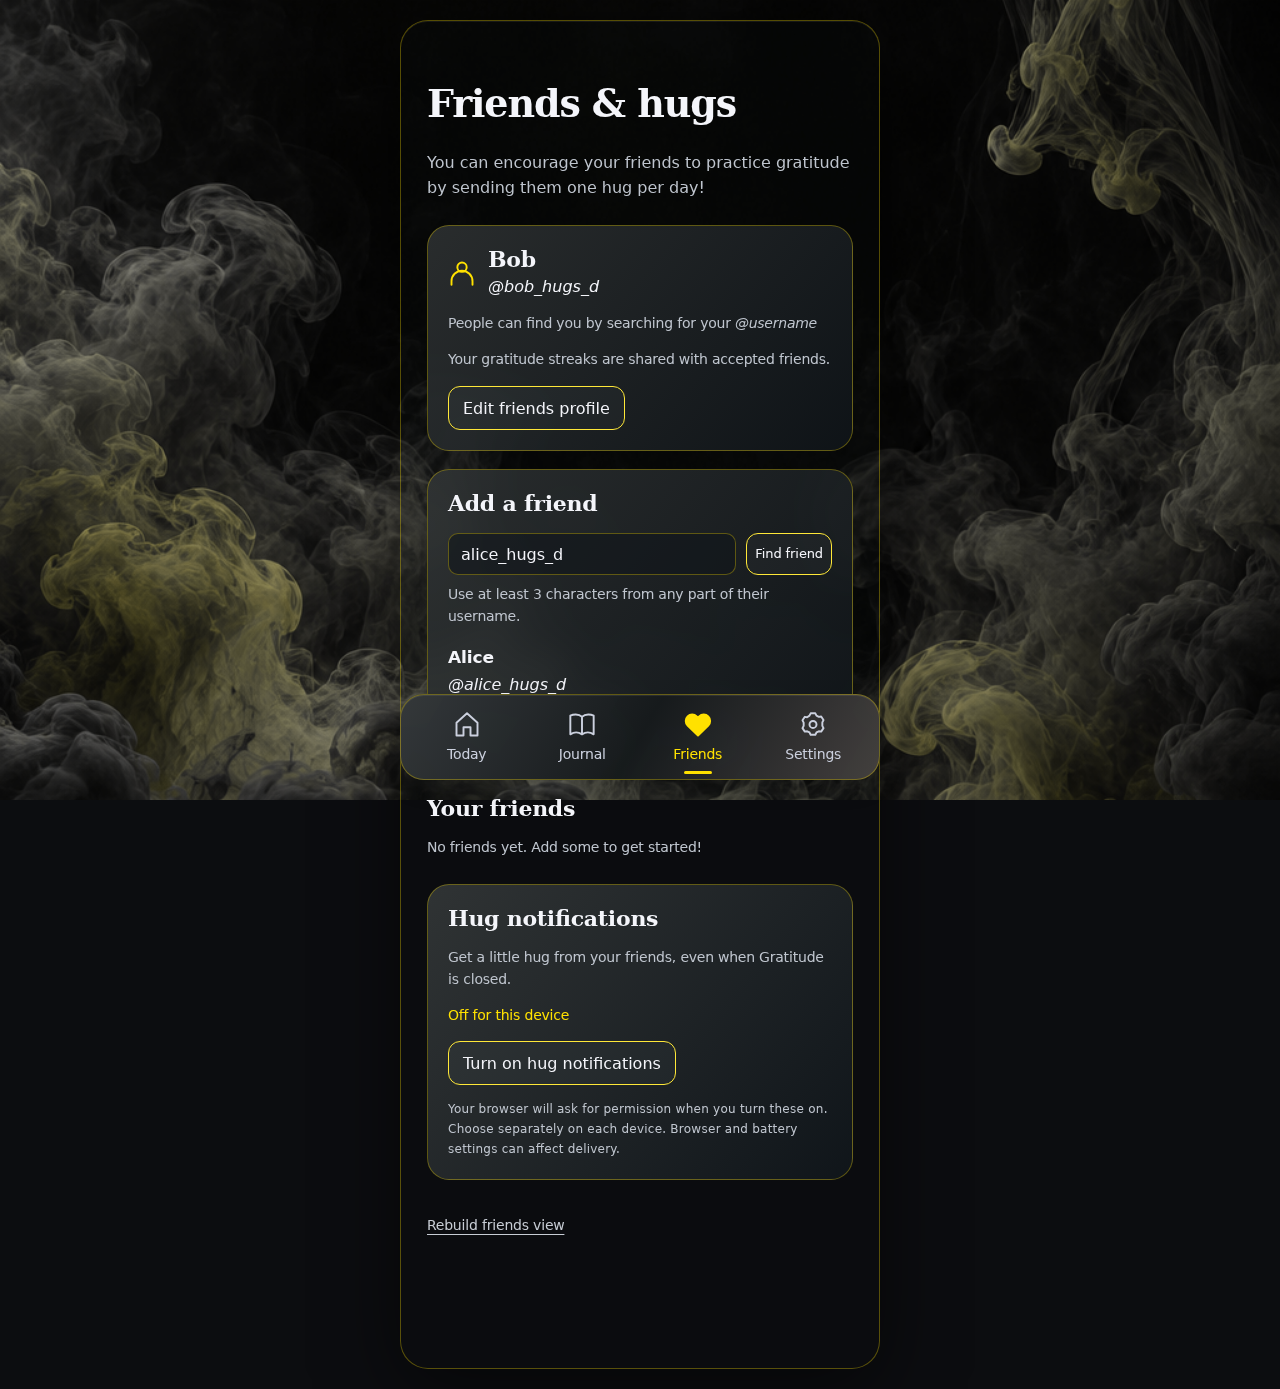 Friends & hugs
You can encourage your friends to practice gratitude
by sending them one hug per day!
Bob
@bob_hugs_d
People can find you by searching for your @username
Your gratitude streaks are shared with accepted friends.
Edit friends profile
Add a friend
alice_hugs_d
Find friend
Use at least 3 characters from any part of their
username.
Alice
@alice_hugs_d
Today
Journal
Friends
Settings
Your friends
No friends yet. Add some to get started!
Hug notifications
Get a little hug from your friends, even when Gratitude
is closed.
Off for this device
Turn on hug notifications
Your browser will ask for permission when you turn these on.
Choose separately on each device. Browser and battery
settings can affect delivery.
Rebuild friends view